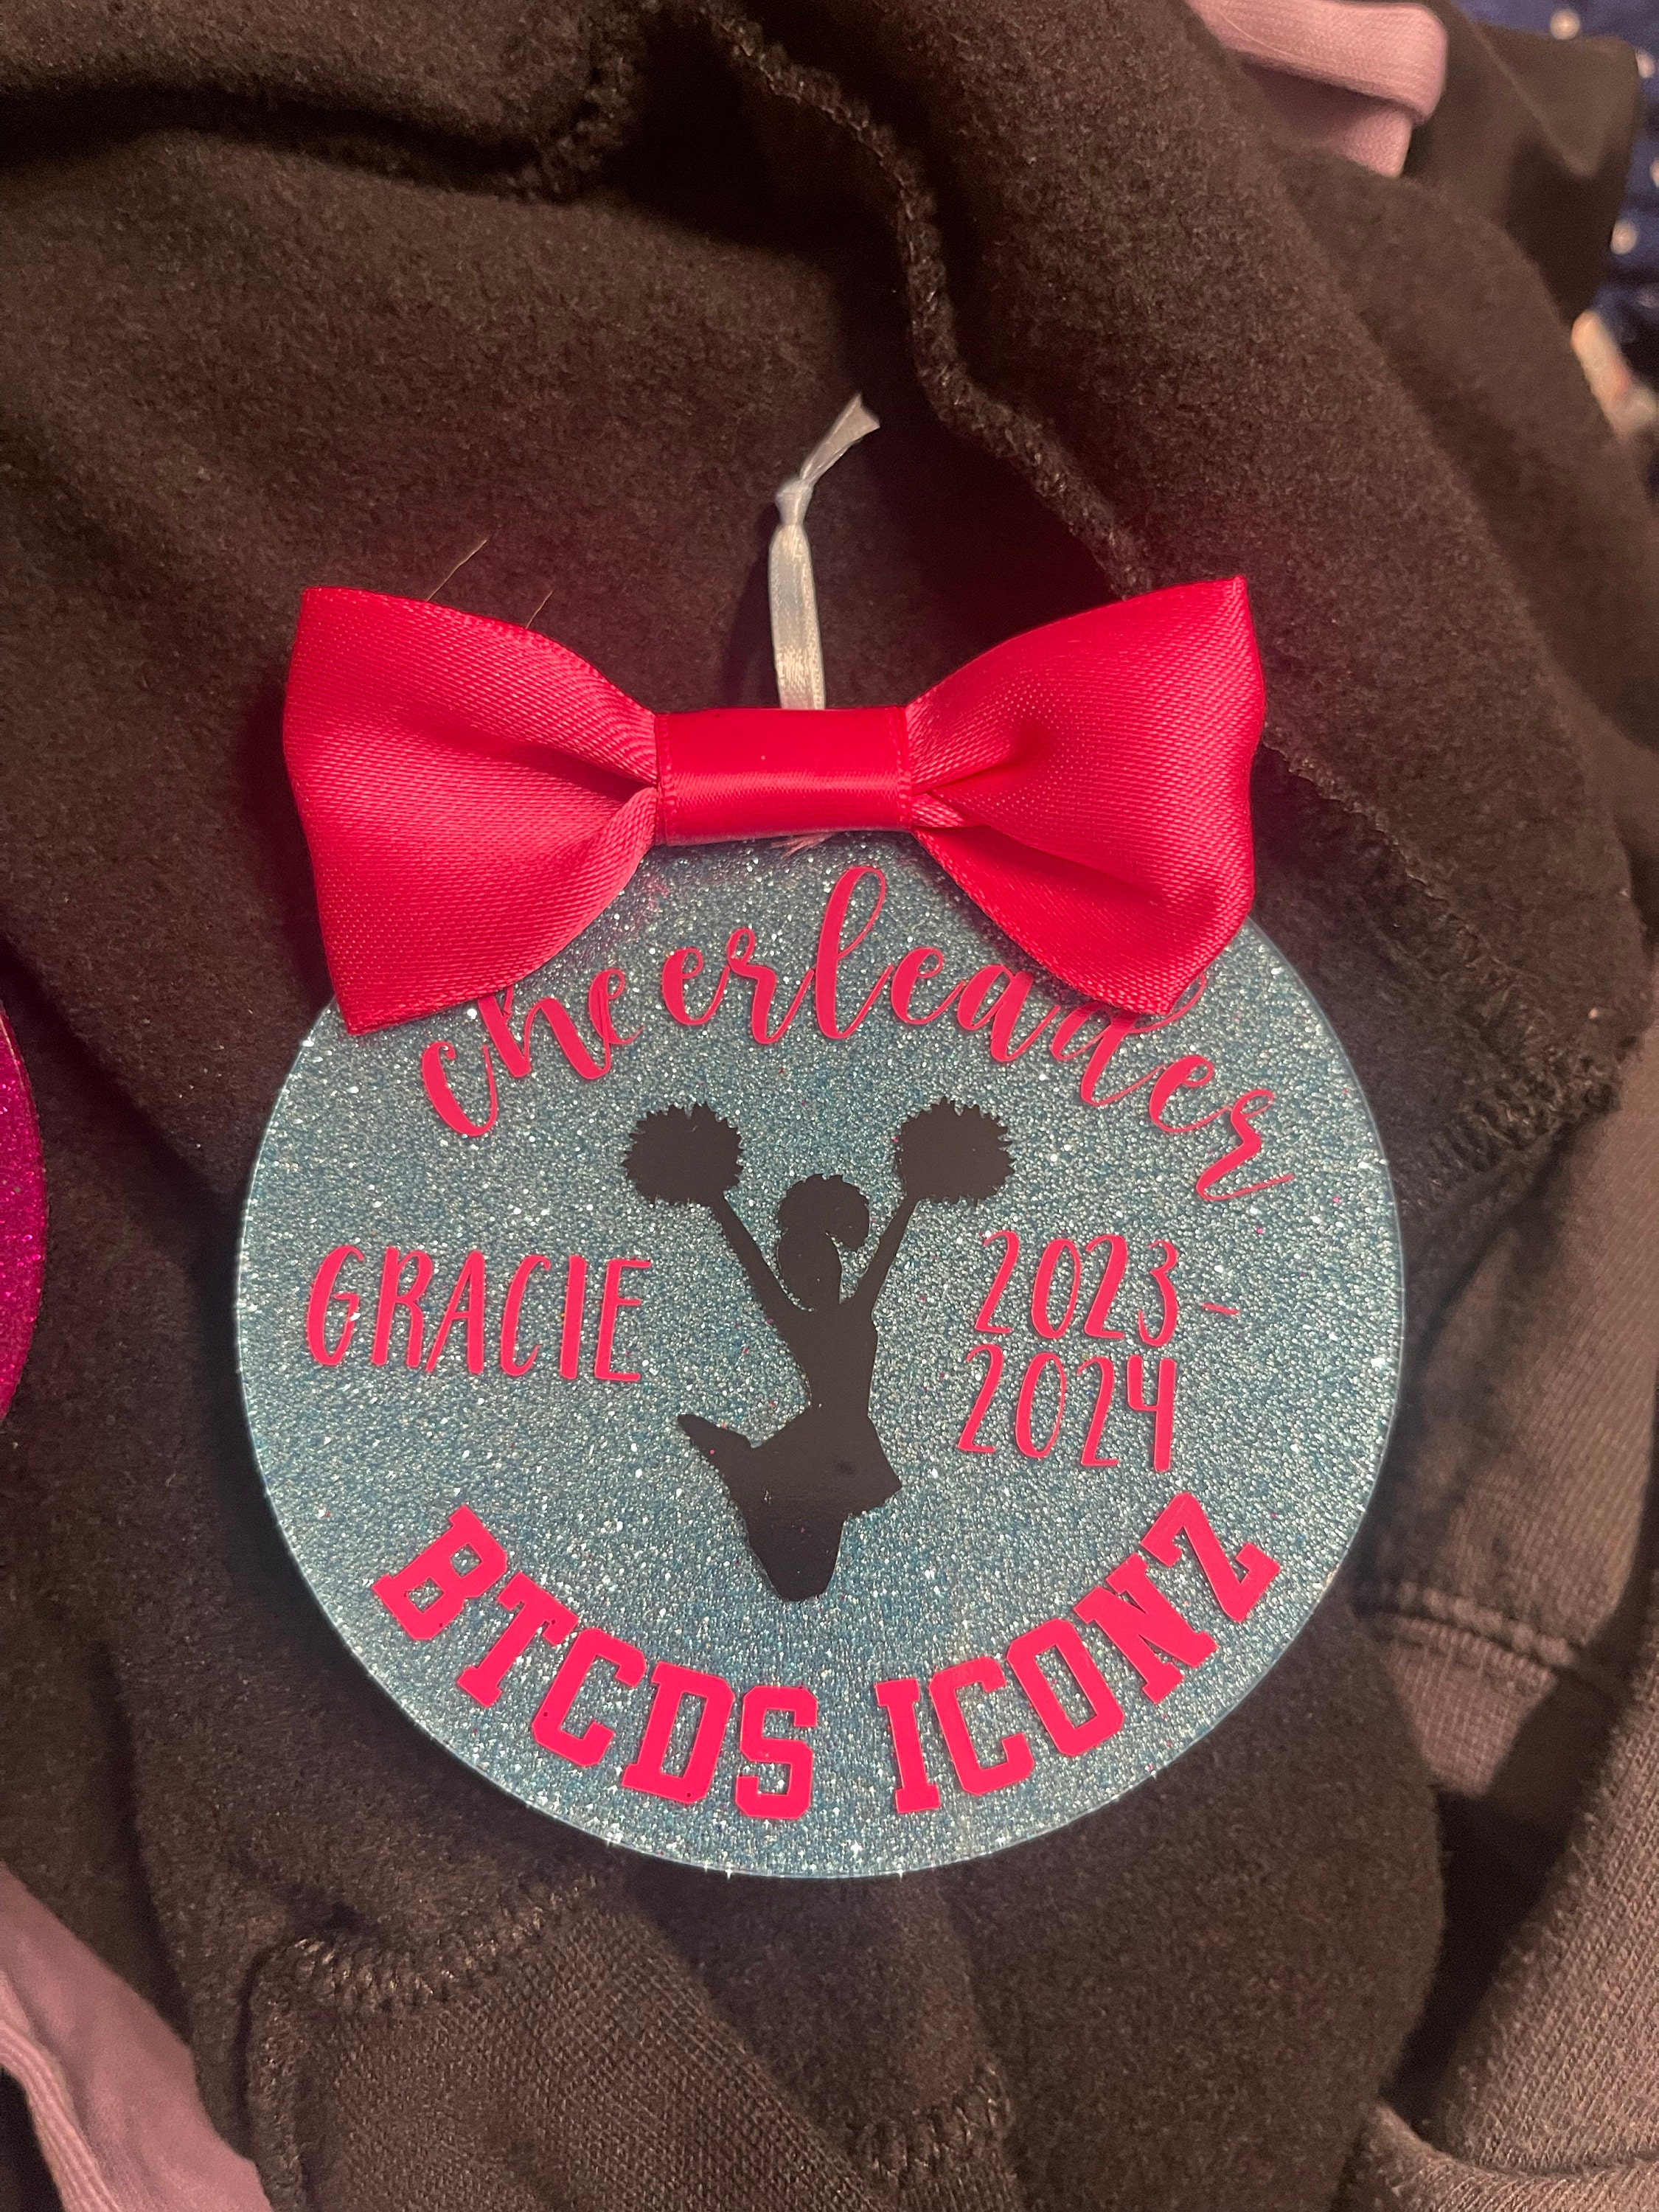 cheerleader
GRACIE
2023-
2024
BTCDS ICONZ